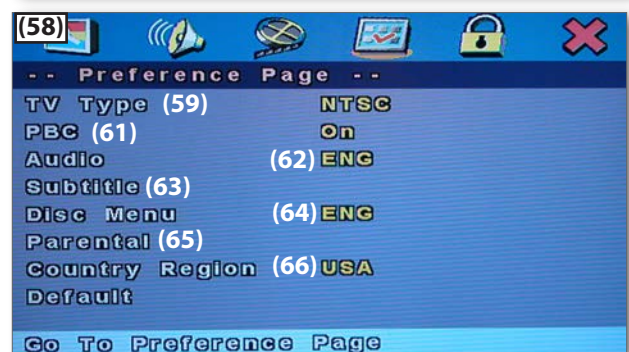 (58)
-- Preference Page --
TV Type (59) NTSC
PBC (61) On
Audio (62) ENG
Subtitle (63)
Disc Menu (64) ENG
Parental (65)
Country Region (66) USA
Default
Go To Preference Page